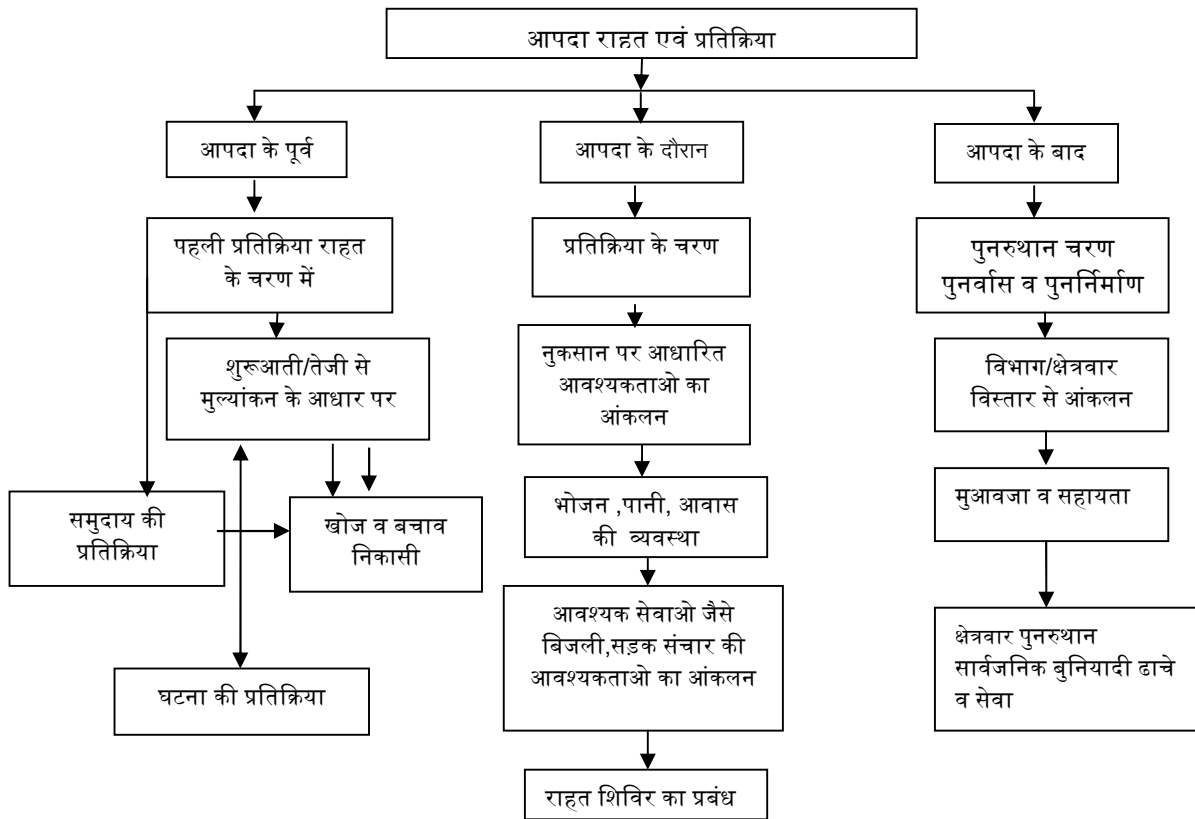 आपदा राहत एवं प्रतिक्रिया
आपदा के पूर्व
आपदा के दौरान
आपदा के बाद
पहली प्रतिक्रिया राहत
के चरण में
प्रतिक्रिया के चरण
पुनरुथान चरण
पुनर्वास व पुनर्निर्माण
शुरूआती/तेजी से
मुल्यांकन के आधार पर
नुकसान पर आधारित
आवश्यकताओ का
आंकलन
विभाग/क्षेत्रवार
विस्तार से आंकलन
समुदाय की
प्रतिक्रिया
खोज व बचाव
निकासी
भोजन ,पानी, आवास
की व्यवस्था
मुआवजा व सहायता
आवश्यक सेवाओ जैसे
बिजली,सड़क संचार की
आवश्यकताओ का आंकलन
क्षेत्रवार पुनरुथान
सार्वजनिक बुनियादी ढाचे
व सेवा
घटना की प्रतिक्रिया
राहत शिविर का प्रबंध